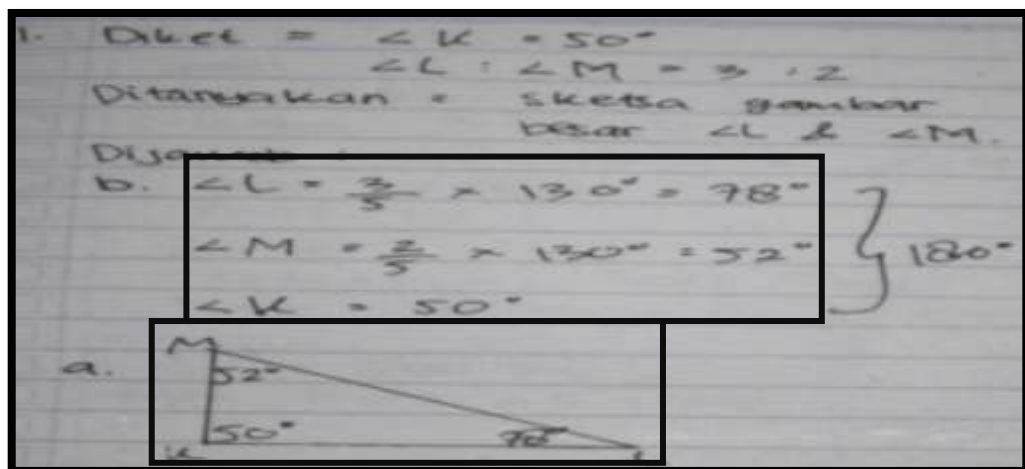 1. Diket = <K = 50°
<L : <M = 3 : 2
Ditanyakan = sketsa gambar
besar <L & <M.
Dijawab :
b. <L = 3/5 × 130° = 78°
<M = 2/5 × 130° = 52°
<K = 50°
180°
a.
M
52°
50°
78°
K
L